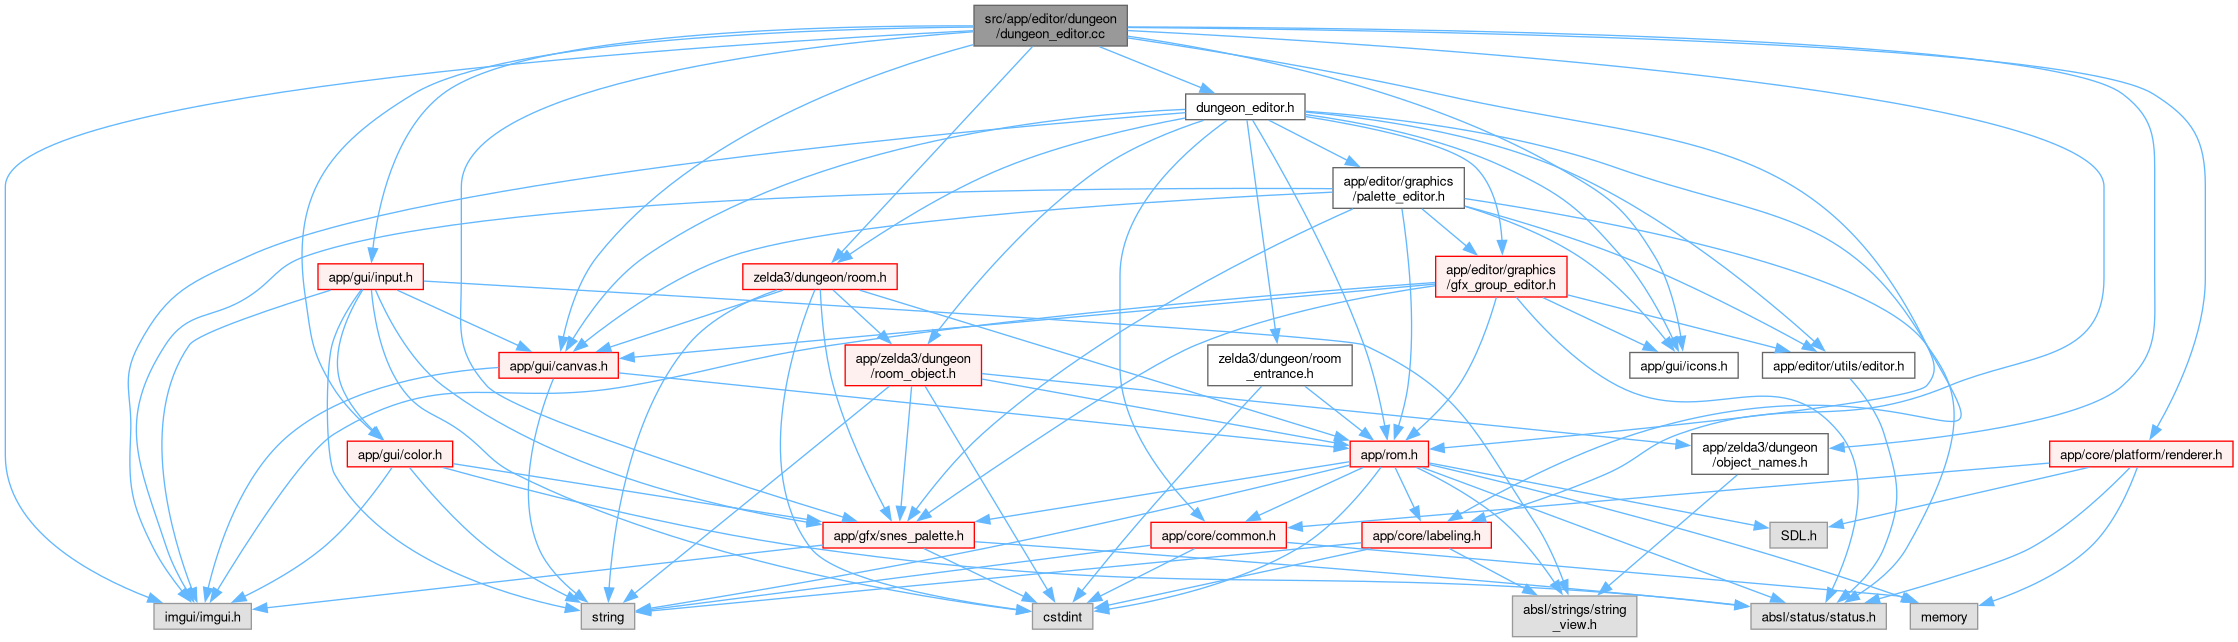 src/app/editor/dungeon
/dungeon_editor.cc
dungeon_editor.h
app/editor/graphics
/palette_editor.h
app/gui/input.h
zelda3/dungeon/room.h
app/editor/graphics
/gfx_group_editor.h
app/gui/canvas.h
app/zelda3/dungeon
/room_object.h
zelda3/dungeon/room
_entrance.h
app/gui/icons.h
app/editor/utils/editor.h
app/gui/color.h
app/rom.h
app/zelda3/dungeon
/object_names.h
app/core/platform/renderer.h
app/gfx/snes_palette.h
app/core/common.h
app/core/labeling.h
SDL.h
imgui/imgui.h
string
cstdint
absl/strings/string
_view.h
absl/status/status.h
memory